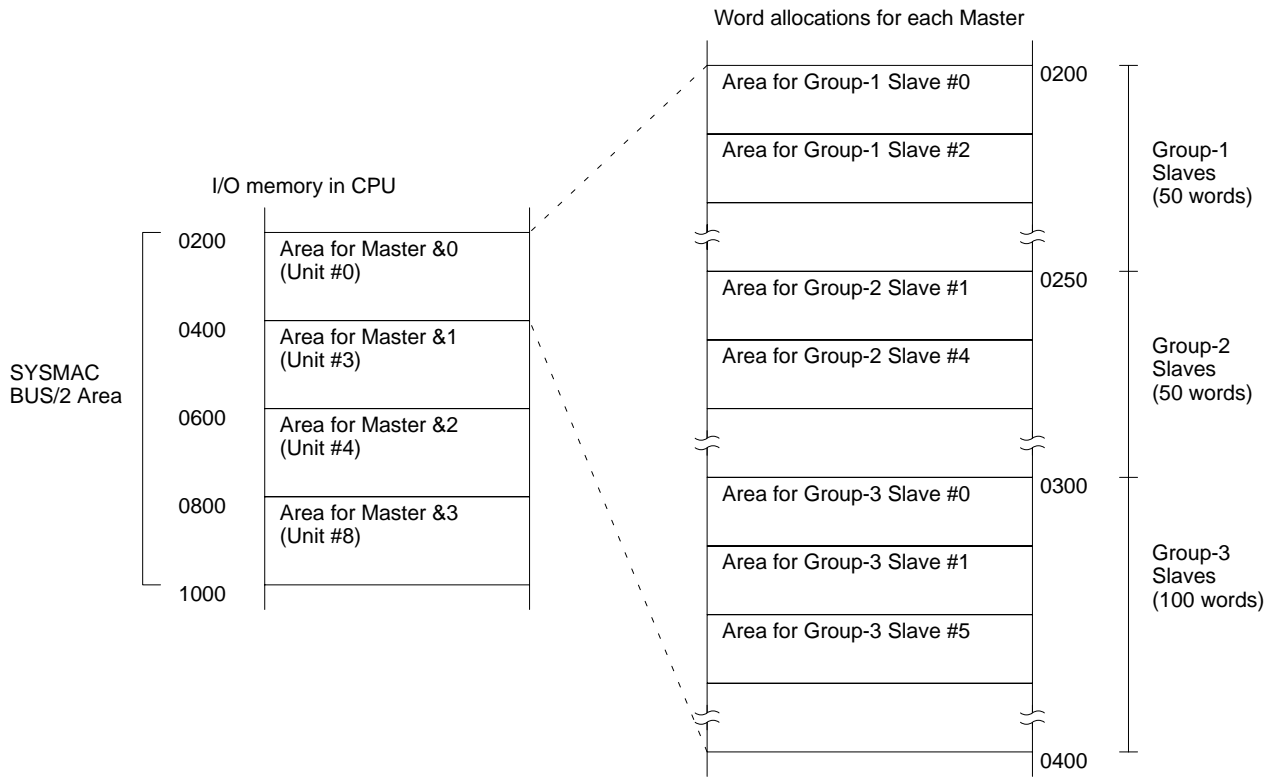 Word allocations for each Master
I/O memory in CPU
SYSMAC
BUS/2 Area
0200
Area for Master &0
(Unit #0)
0400
Area for Master &1
(Unit #3)
0600
Area for Master &2
(Unit #4)
0800
Area for Master &3
(Unit #8)
1000
Area for Group-1 Slave #0
0200
Area for Group-1 Slave #2
Group-1
Slaves
(50 words)
Area for Group-2 Slave #1
0250
Area for Group-2 Slave #4
Group-2
Slaves
(50 words)
Area for Group-3 Slave #0
0300
Area for Group-3 Slave #1
Area for Group-3 Slave #5
Group-3
Slaves
(100 words)
0400